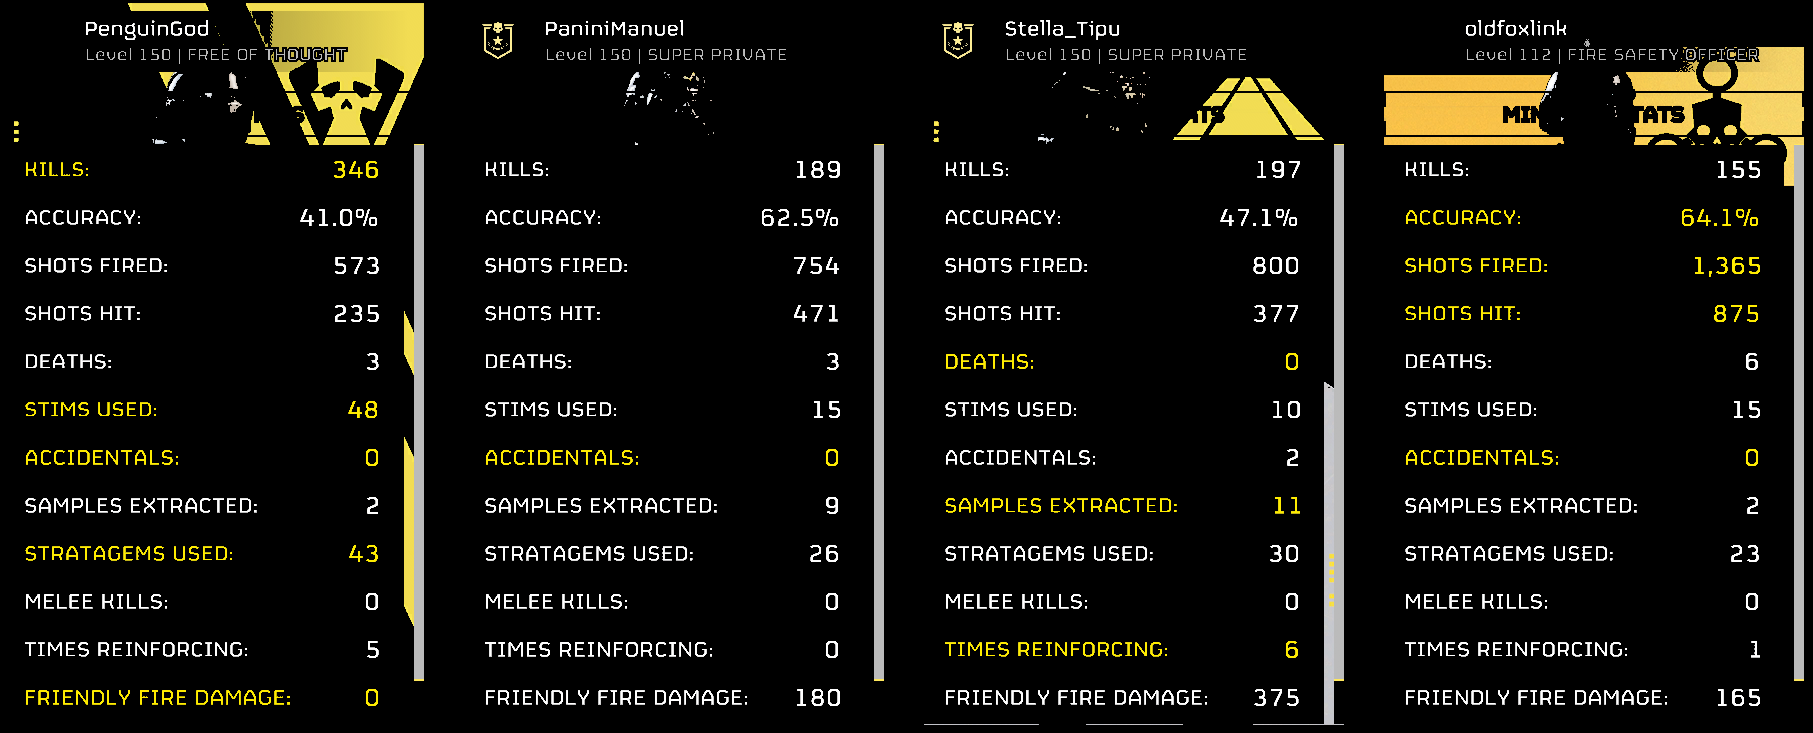 PenguinGod
Level 150 | FREE OF THOUGHT
KILLS: 346
ACCURACY: 41.0%
SHOTS FIRED: 573
SHOTS HIT: 235
DEATHS: 3
STIMS USED: 48
ACCIDENTALS: 0
SAMPLES EXTRACTED: 2
STRATAGEMS USED: 43
MELEE KILLS: 0
TIMES REINFORCING: 5
FRIENDLY FIRE DAMAGE: 0
PaniniManuel
Level 150 | SUPER PRIVATE
KILLS: 189
ACCURACY: 62.5%
SHOTS FIRED: 754
SHOTS HIT: 471
DEATHS: 3
STIMS USED: 15
ACCIDENTALS: 0
SAMPLES EXTRACTED: 9
STRATAGEMS USED: 26
MELEE KILLS: 0
TIMES REINFORCING: 0
FRIENDLY FIRE DAMAGE: 180
Stella_Tipu
Level 150 | SUPER PRIVATE
KILLS: 197
ACCURACY: 47.1%
SHOTS FIRED: 800
SHOTS HIT: 377
DEATHS: 0
STIMS USED: 10
ACCIDENTALS: 2
SAMPLES EXTRACTED: 11
STRATAGEMS USED: 30
MELEE KILLS: 0
TIMES REINFORCING: 6
FRIENDLY FIRE DAMAGE: 375
oldfoxlink
Level 112 | FIRE SAFETY OFFICER
KILLS: 155
ACCURACY: 64.1%
SHOTS FIRED: 1,365
SHOTS HIT: 875
DEATHS: 6
STIMS USED: 15
ACCIDENTALS: 0
SAMPLES EXTRACTED: 2
STRATAGEMS USED: 23
MELEE KILLS: 0
TIMES REINFORCING: 1
FRIENDLY FIRE DAMAGE: 165